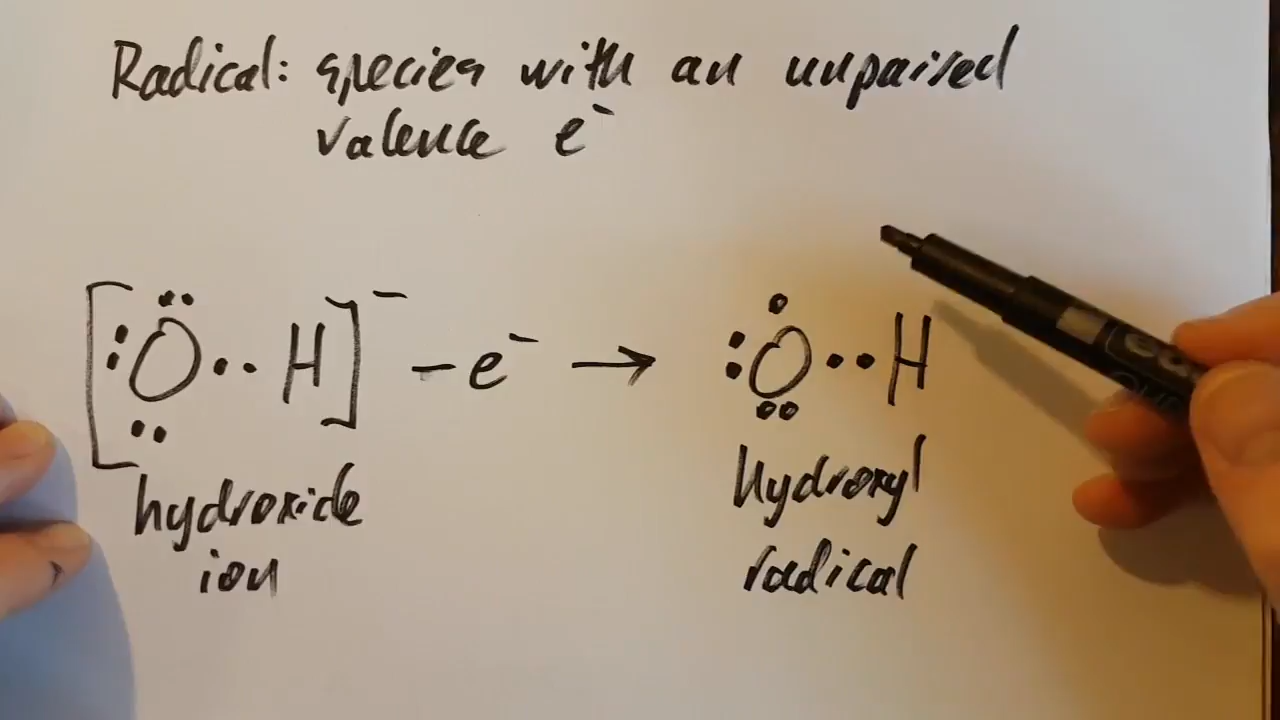 Radical: species with an unpaired
valence e⁻
[:Ö··H]⁻ - e⁻ → :O··H
hydroxide Hydroxyl
ion radical